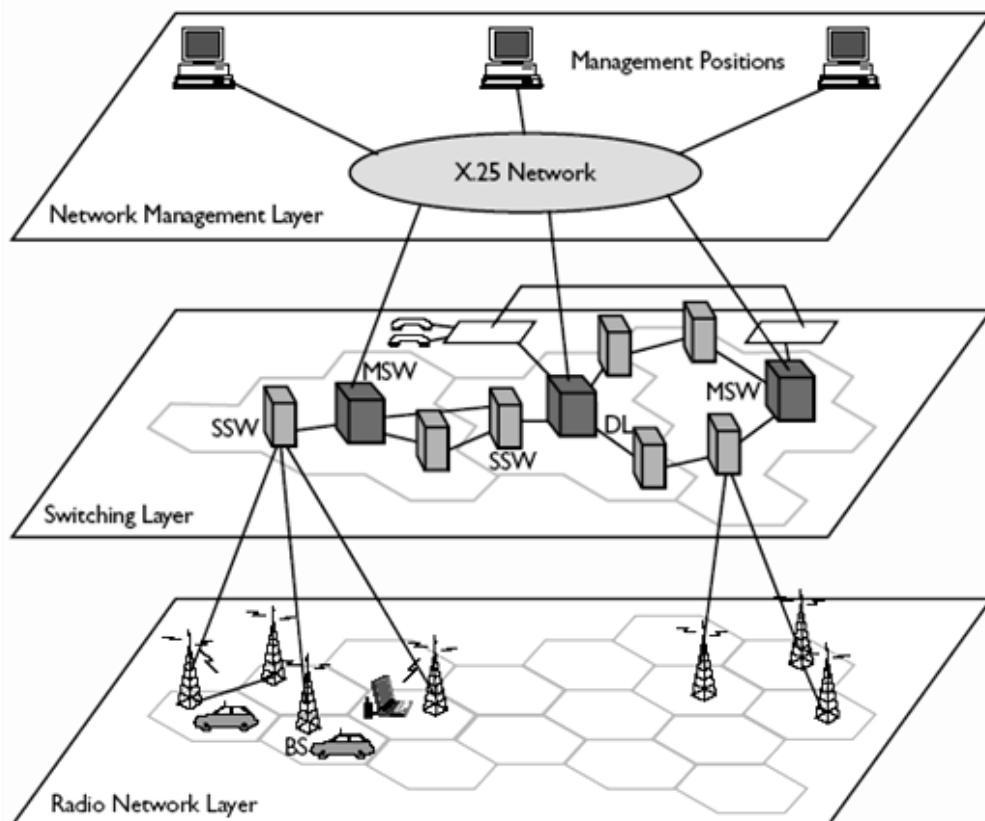 Management Positions
X.25 Network
Network Management Layer
MSW
MSW
SSW
DL
SSW
Switching Layer
BS
Radio Network Layer